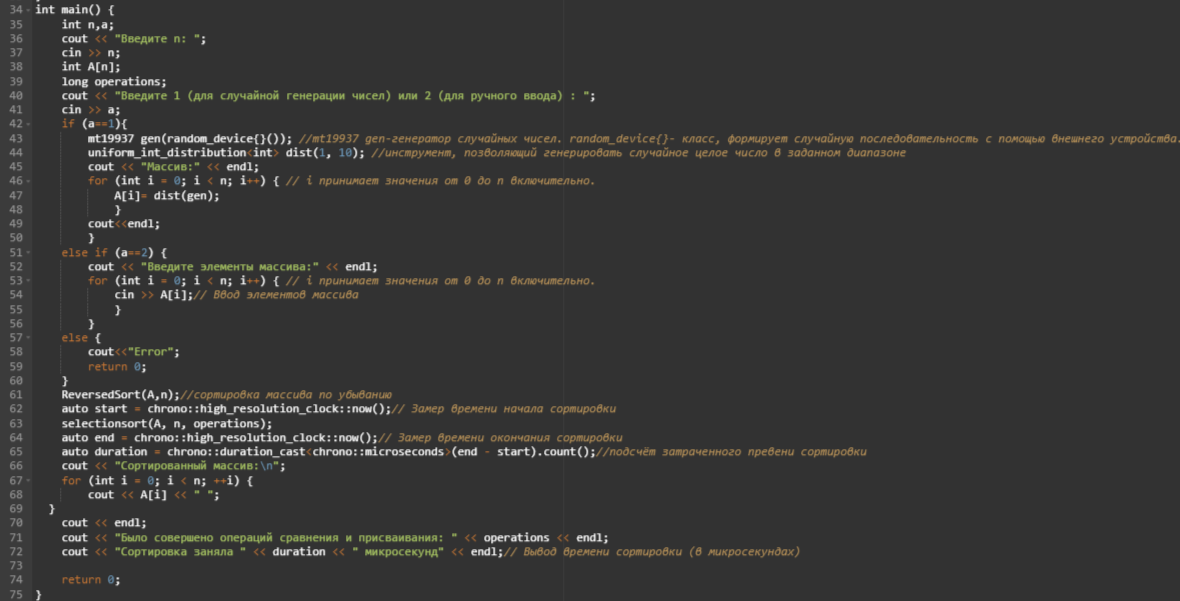 34 int main() {
35     int n,a;
36     cout << "Введите n: ";
37     cin >> n;
38     int A[n];
39     long operations;
40     cout << "Введите 1 (для случайной генерации чисел) или 2 (для ручного ввода) : ";
41     cin >> a;
42     if (a==1){
43         mt19937 gen(random_device{}()); //mt19937 gen-генератор случайных чисел. random_device{}- класс, формирует случайную последовательность с помощью внешнего устройства.
44         uniform_int_distribution<int> dist(1, 10); //инструмент, позволяющий генерировать случайное целое число в заданном диапазоне
45         cout << "Массив:" << endl;
46         for (int i = 0; i < n; i++) { // i принимает значения от 0 до n включительно.
47             A[i]= dist(gen);
48             }
49         cout<<endl;
50         }
51     else if (a==2) {
52         cout << "Введите элементы массива:" << endl;
53         for (int i = 0; i < n; i++) { // i принимает значения от 0 до n включительно.
54             cin >> A[i];// Ввод элементов массива
55             }
56         }
57     else {
58         cout<<"Error";
59         return 0;
60     }
61     ReversedSort(A,n);//сортировка массива по убыванию
62     auto start = chrono::high_resolution_clock::now();// Замер времени начала сортировки
63     selectionsort(A, n, operations);
64     auto end = chrono::high_resolution_clock::now();// Замер времени окончания сортировки
65     auto duration = chrono::duration_cast<chrono::microseconds>(end - start).count();//подсчёт затраченного превени сортировки
66     cout << "Сортированный массив:\n";
67     for (int i = 0; i < n; ++i) {
68         cout << A[i] << " ";
69   }
70     cout << endl;
71     cout << "Было совершено операций сравнения и присваивания: " << operations << endl;
72     cout << "Сортировка заняла " << duration << " микросекунд" << endl;// Вывод времени сортировки (в микросекундах)
73
74     return 0;
75 }